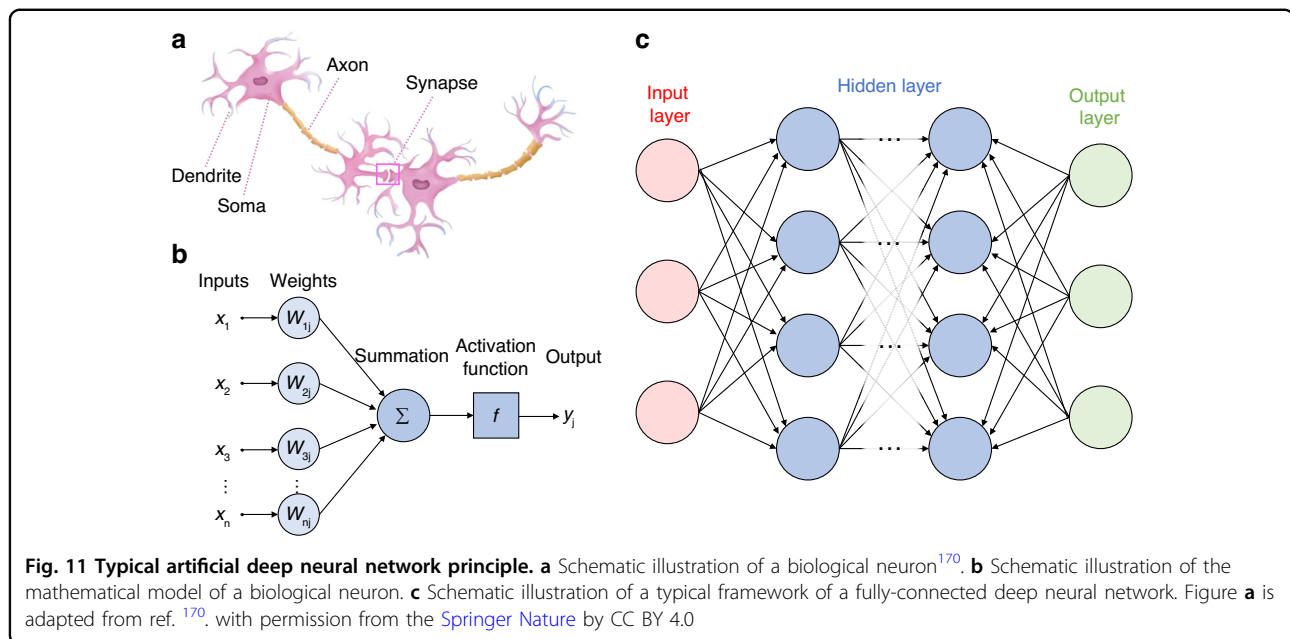 a
Axon
Synapse
Dendrite
Soma
b
Inputs
Weights
x1
W1j
Summation
Activation
function
Output
x2
W2j
Σ
f
yj
x3
W3j
⋮
⋮
xn
Wnj
c
Input
layer
Hidden layer
Output
layer
...
...
...
...
Fig. 11 Typical artificial deep neural network principle. a Schematic illustration of a biological neuron170. b Schematic illustration of the
mathematical model of a biological neuron. c Schematic illustration of a typical framework of a fully-connected deep neural network. Figure a is
adapted from ref. 170. with permission from the Springer Nature by CC BY 4.0